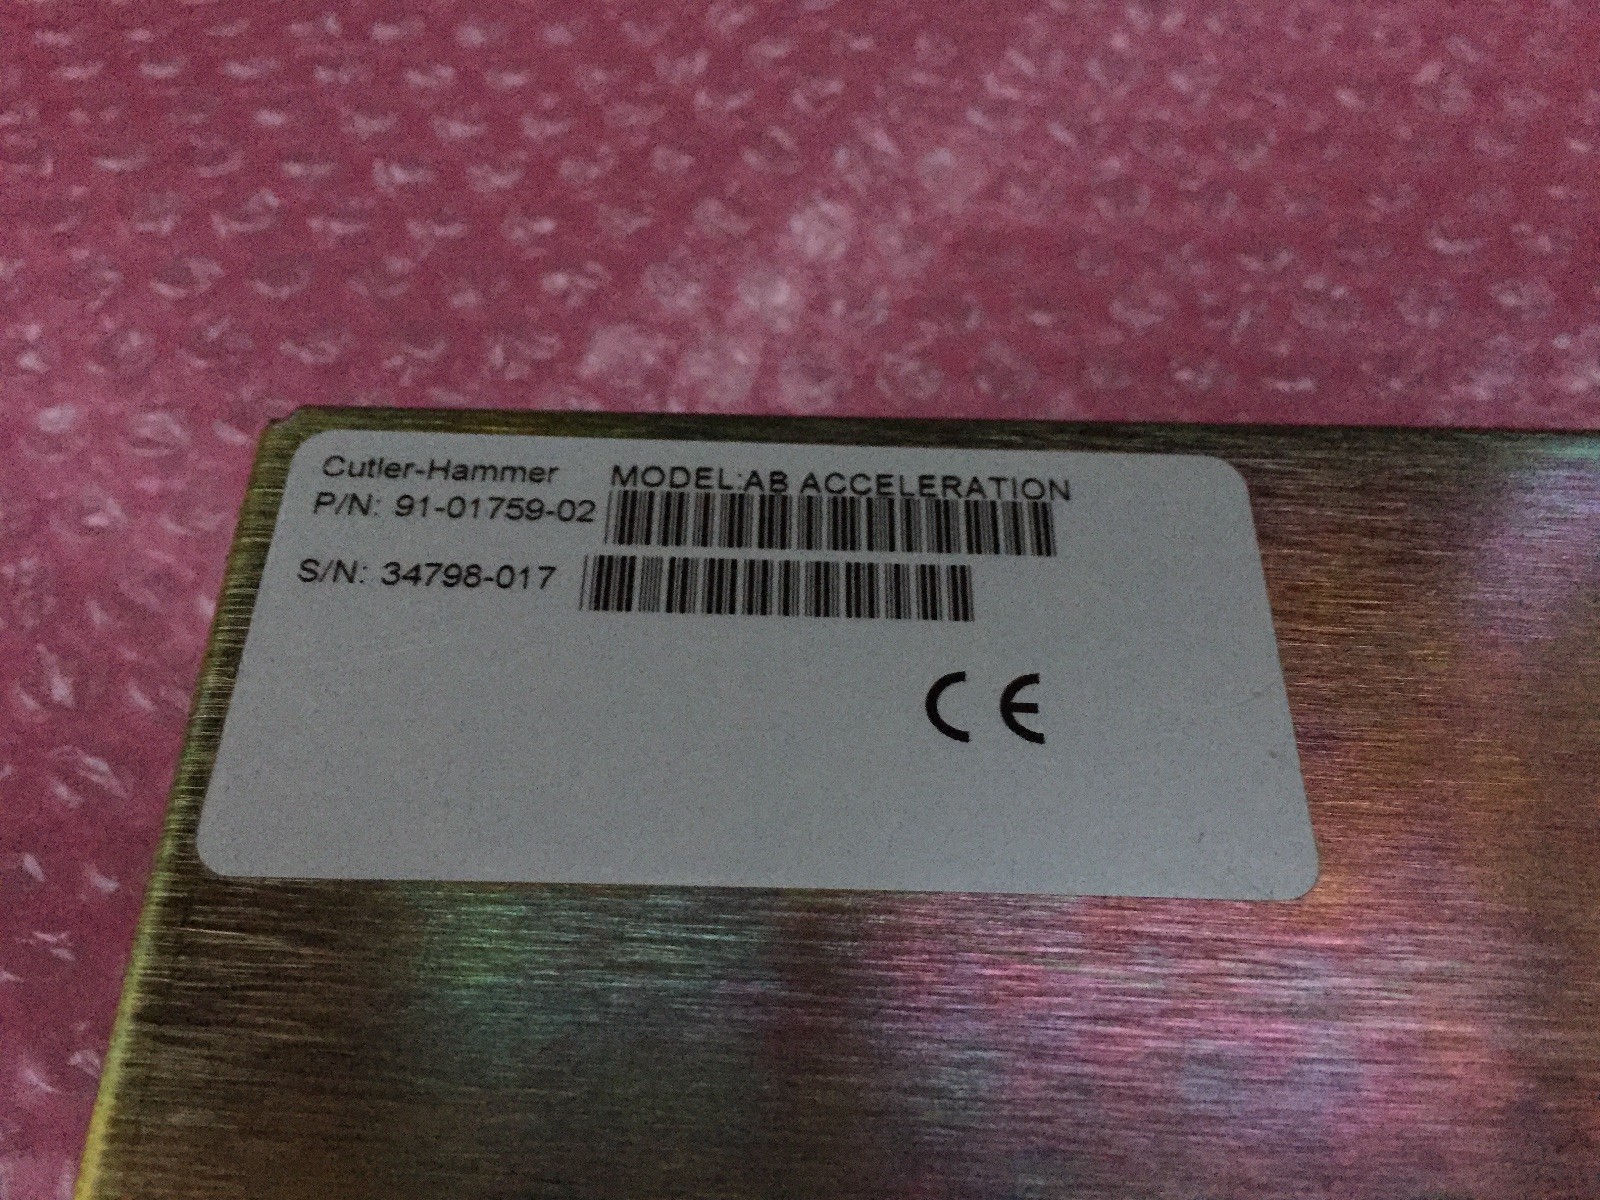 Cutler-Hammer MODEL:AB ACCELERATION
P/N: 91-01759-02
S/N: 34798-017
CE